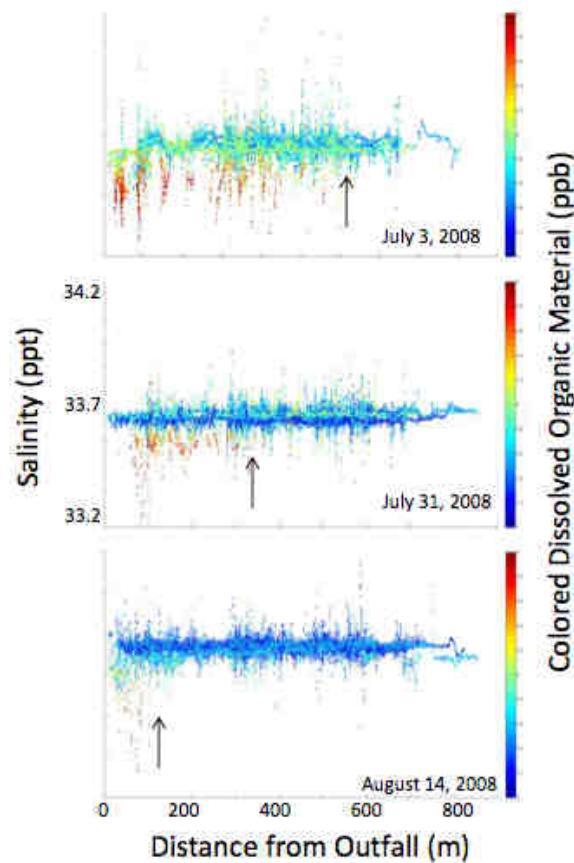 July 3, 2008
34.2
33.7
33.2
Salinity (ppt)
July 31, 2008
August 14, 2008
0 200 400 600 800
Distance from Outfall (m)
Colored Dissolved Organic Material (ppb)